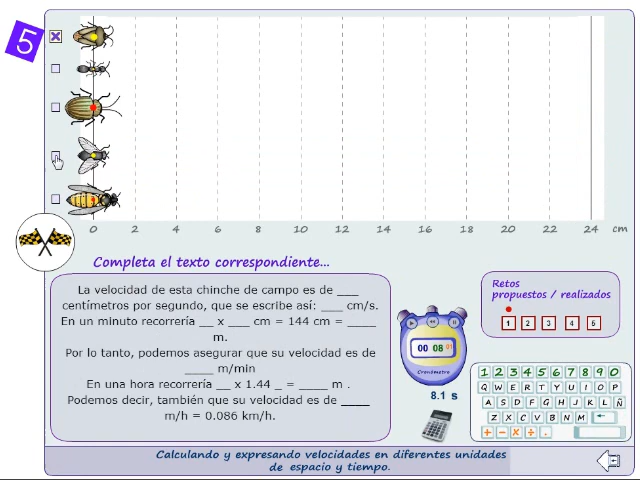 5
0 2 4 6 8 10 12 14 16 18 20 22 24 cm
Completa el texto correspondiente...
La velocidad de esta chinche de campo es de ___
centímetros por segundo, que se escribe así: ___ cm/s.
En un minuto recorrería __ x ___ cm = 144 cm = ____
m.
Por lo tanto, podemos asegurar que su velocidad es de
____ m/min
En una hora recorrería __ x 1.44 _ = ____ m .
Podemos decir, también que su velocidad es de ____
m/h = 0.086 km/h.
Retos
propuestos / realizados
1 2 3 4 5
00 08 01
Cronómetro
8.1 s
1 2 3 4 5 6 7 8 9 0
Q W E R T Y U I O P
A S D F G H J K L Ñ
Z X C V B N M ←
+ - × ÷ .
Calculando y expresando velocidades en diferentes unidades
de espacio y tiempo.